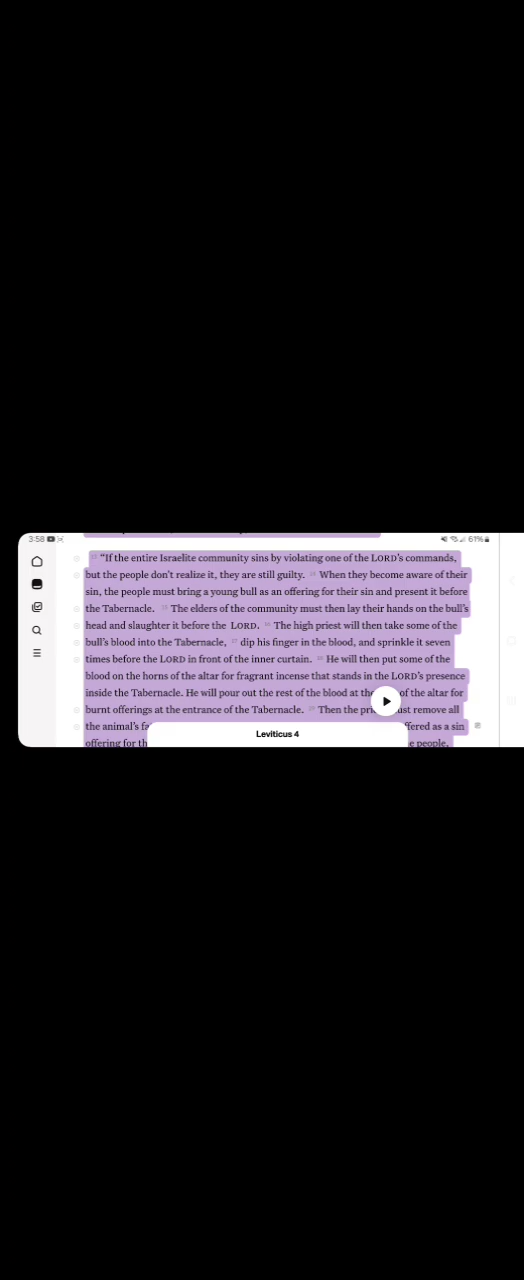 3:58
61%
13 “If the entire Israelite community sins by violating one of the LORD’s commands,
but the people don’t realize it, they are still guilty. 14 When they become aware of their
sin, the people must bring a young bull as an offering for their sin and present it before
the Tabernacle. 15 The elders of the community must then lay their hands on the bull’s
head and slaughter it before the LORD. 16 The high priest will then take some of the
bull’s blood into the Tabernacle, 17 dip his finger in the blood, and sprinkle it seven
times before the LORD in front of the inner curtain. 18 He will then put some of the
blood on the horns of the altar for fragrant incense that stands in the LORD’s presence
inside the Tabernacle. He will pour out the rest of the blood at the of the altar for
burnt offerings at the entrance of the Tabernacle. 19 Then the must remove all
the animal’s as a sin
offering for people,
Leviticus 4